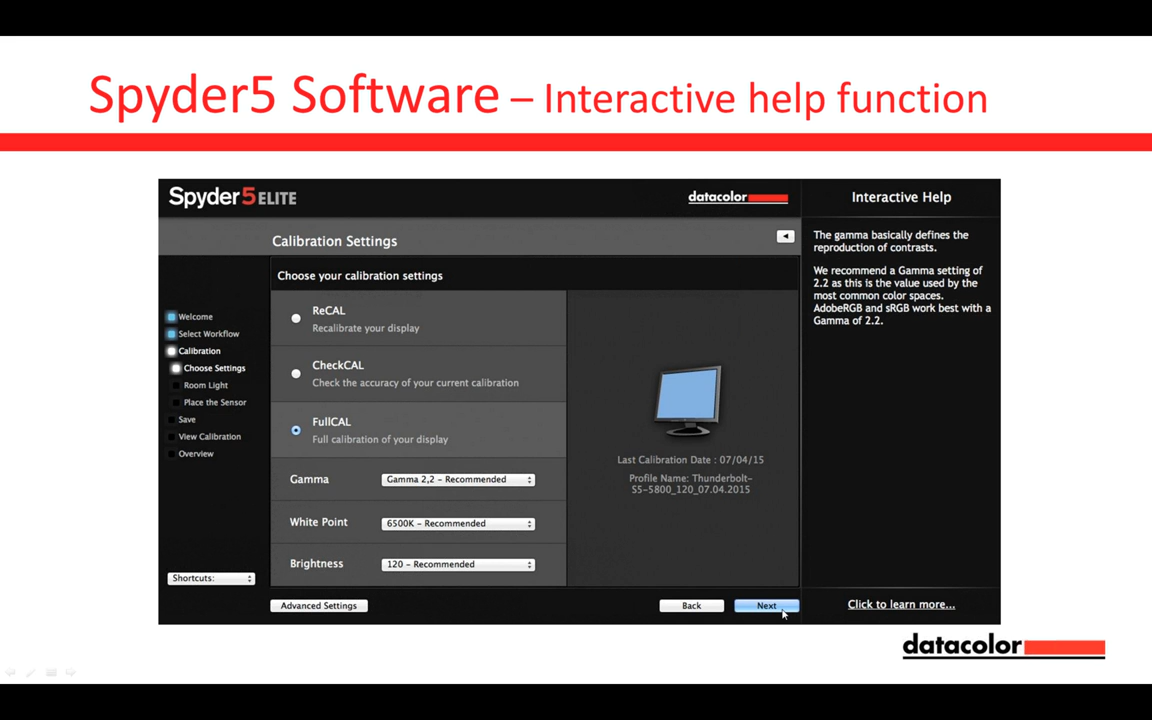 Spyder5 Software – Interactive help function
Spyder5ELITE
datacolor
Interactive Help
Calibration Settings
The gamma basically defines the
reproduction of contrasts.
We recommend a Gamma setting of
2.2 as this is the value used by the
most common color spaces.
AdobeRGB and sRGB work best with a
Gamma of 2.2.
Choose your calibration settings
Welcome
Select Workflow
Calibration
Choose Settings
Room Light
Place the Sensor
Save
View Calibration
Overview
Shortcuts:
ReCAL
Recalibrate your display
CheckCAL
Check the accuracy of your current calibration
FullCAL
Full calibration of your display
Gamma Gamma 2,2 – Recommended
White Point 6500K – Recommended
Brightness 120 – Recommended
Last Calibration Date : 07/04/15
Profile Name: Thunderbolt-
S5-5800_120_07.04.2015
Advanced Settings
Back
Next
Click to learn more...
datacolor